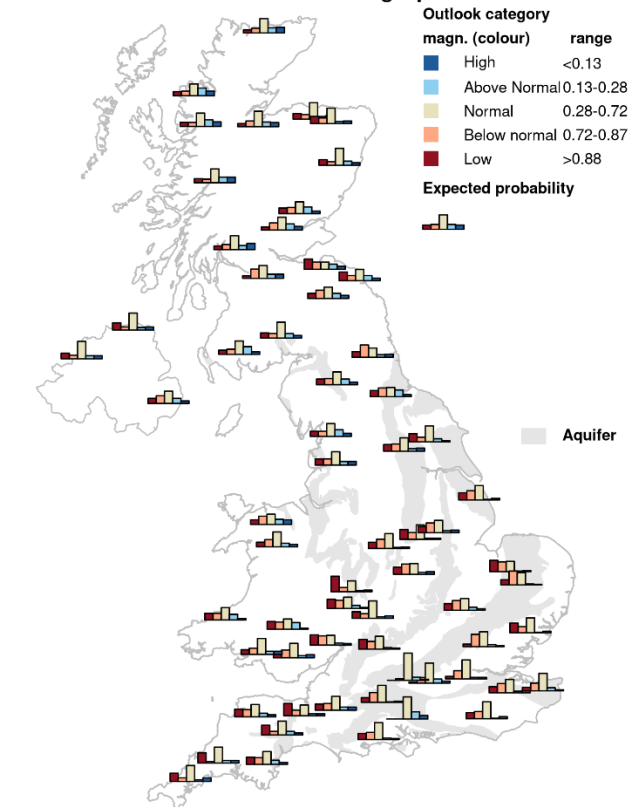 Outlook category
magn. (colour) range
High <0.13
Above Normal 0.13-0.28
Normal 0.28-0.72
Below normal 0.72-0.87
Low >0.88
Expected probability
Aquifer